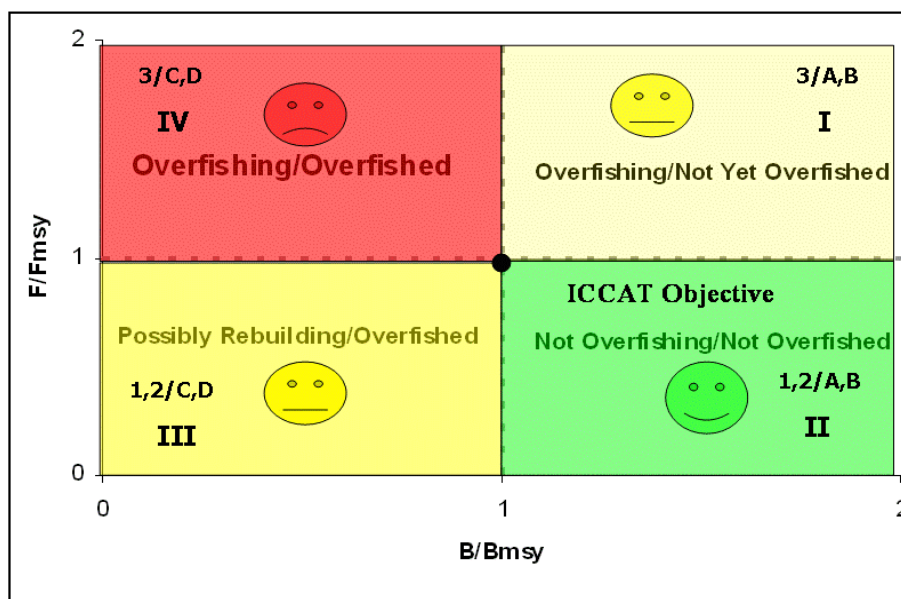 2
3/C,D
IV
Overfishing/Overfished
3/A,B
I
Overfishing/Not Yet Overfished
1
F/Fmsy
Possibly Rebuilding/Overfished
1,2/C,D
III
ICCAT Objective
Not Overfishing/Not Overfished
1,2/A,B
II
0
0
1
2
B/Bmsy